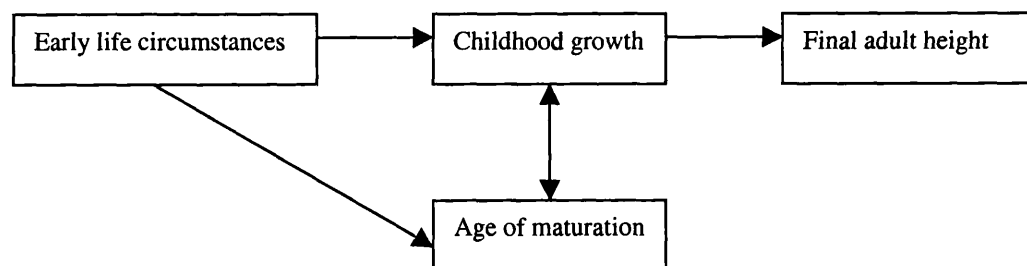 Early life circumstances
Childhood growth
Final adult height
Age of maturation